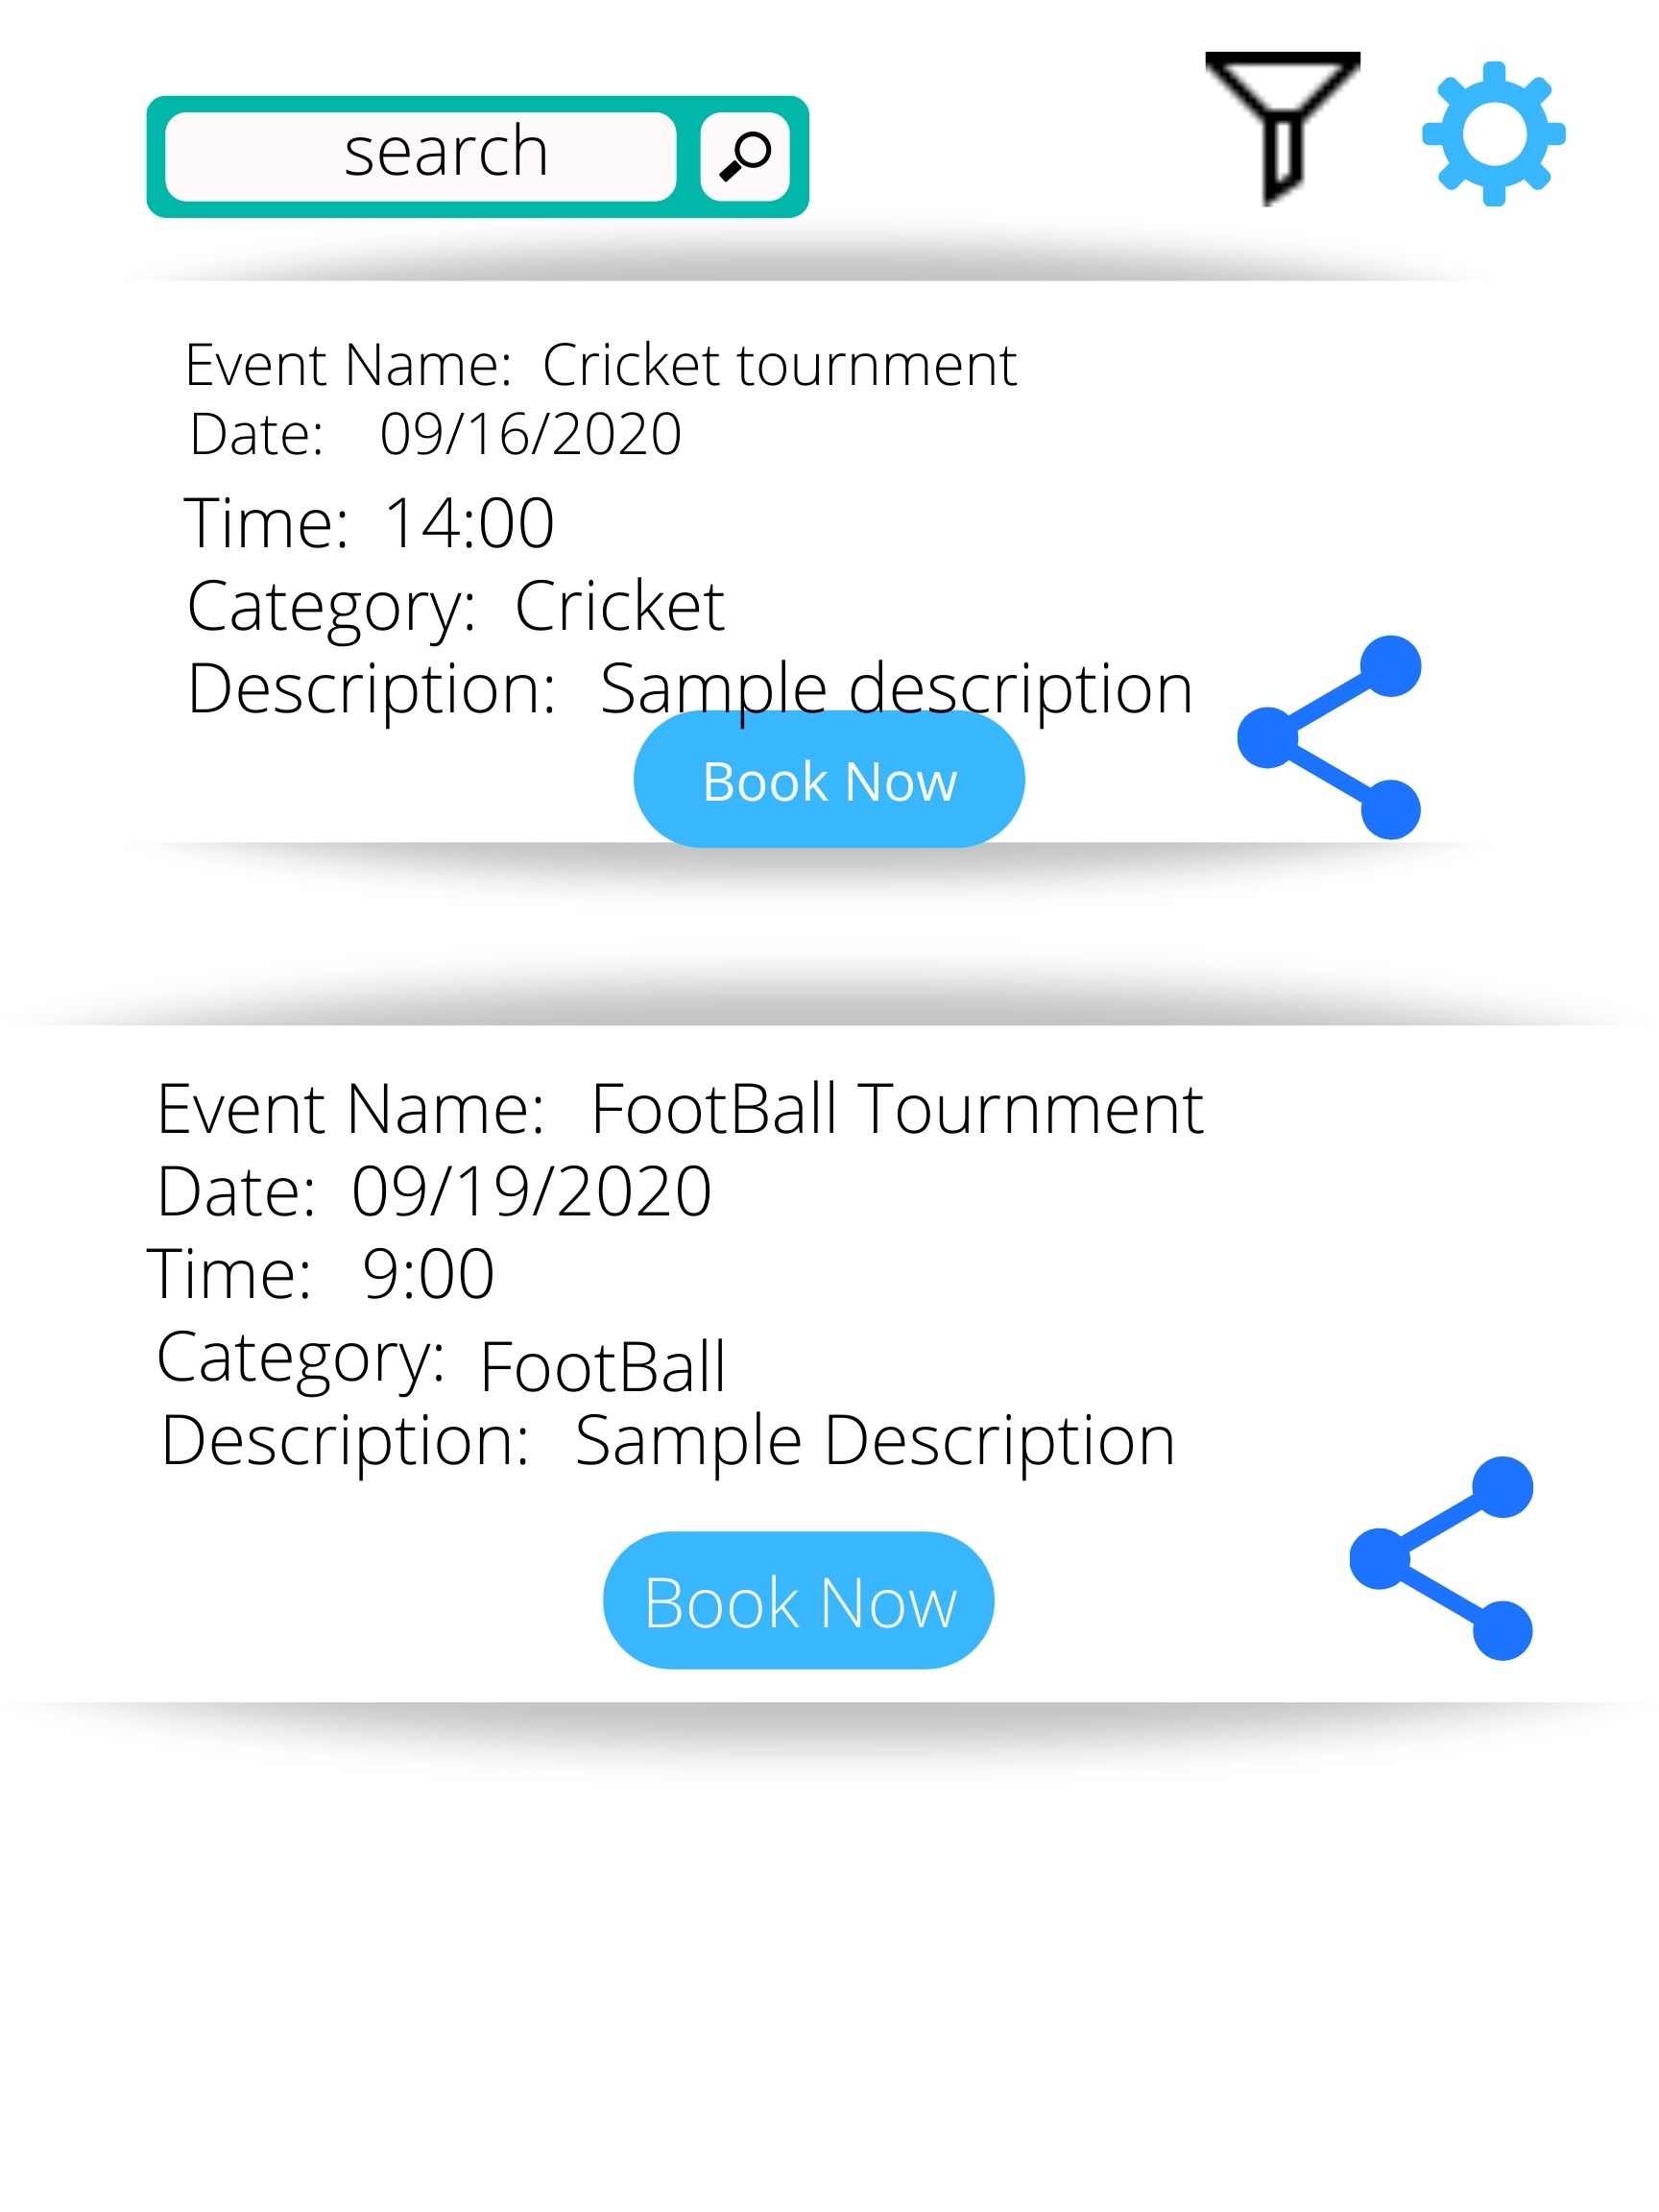 search
Event Name: Cricket tournment
Date: 09/16/2020
Time: 14:00
Category: Cricket
Description: Sample description
Book Now
Event Name: FootBall Tournment
Date: 09/19/2020
Time: 9:00
Category: FootBall
Description: Sample Description
Book Now